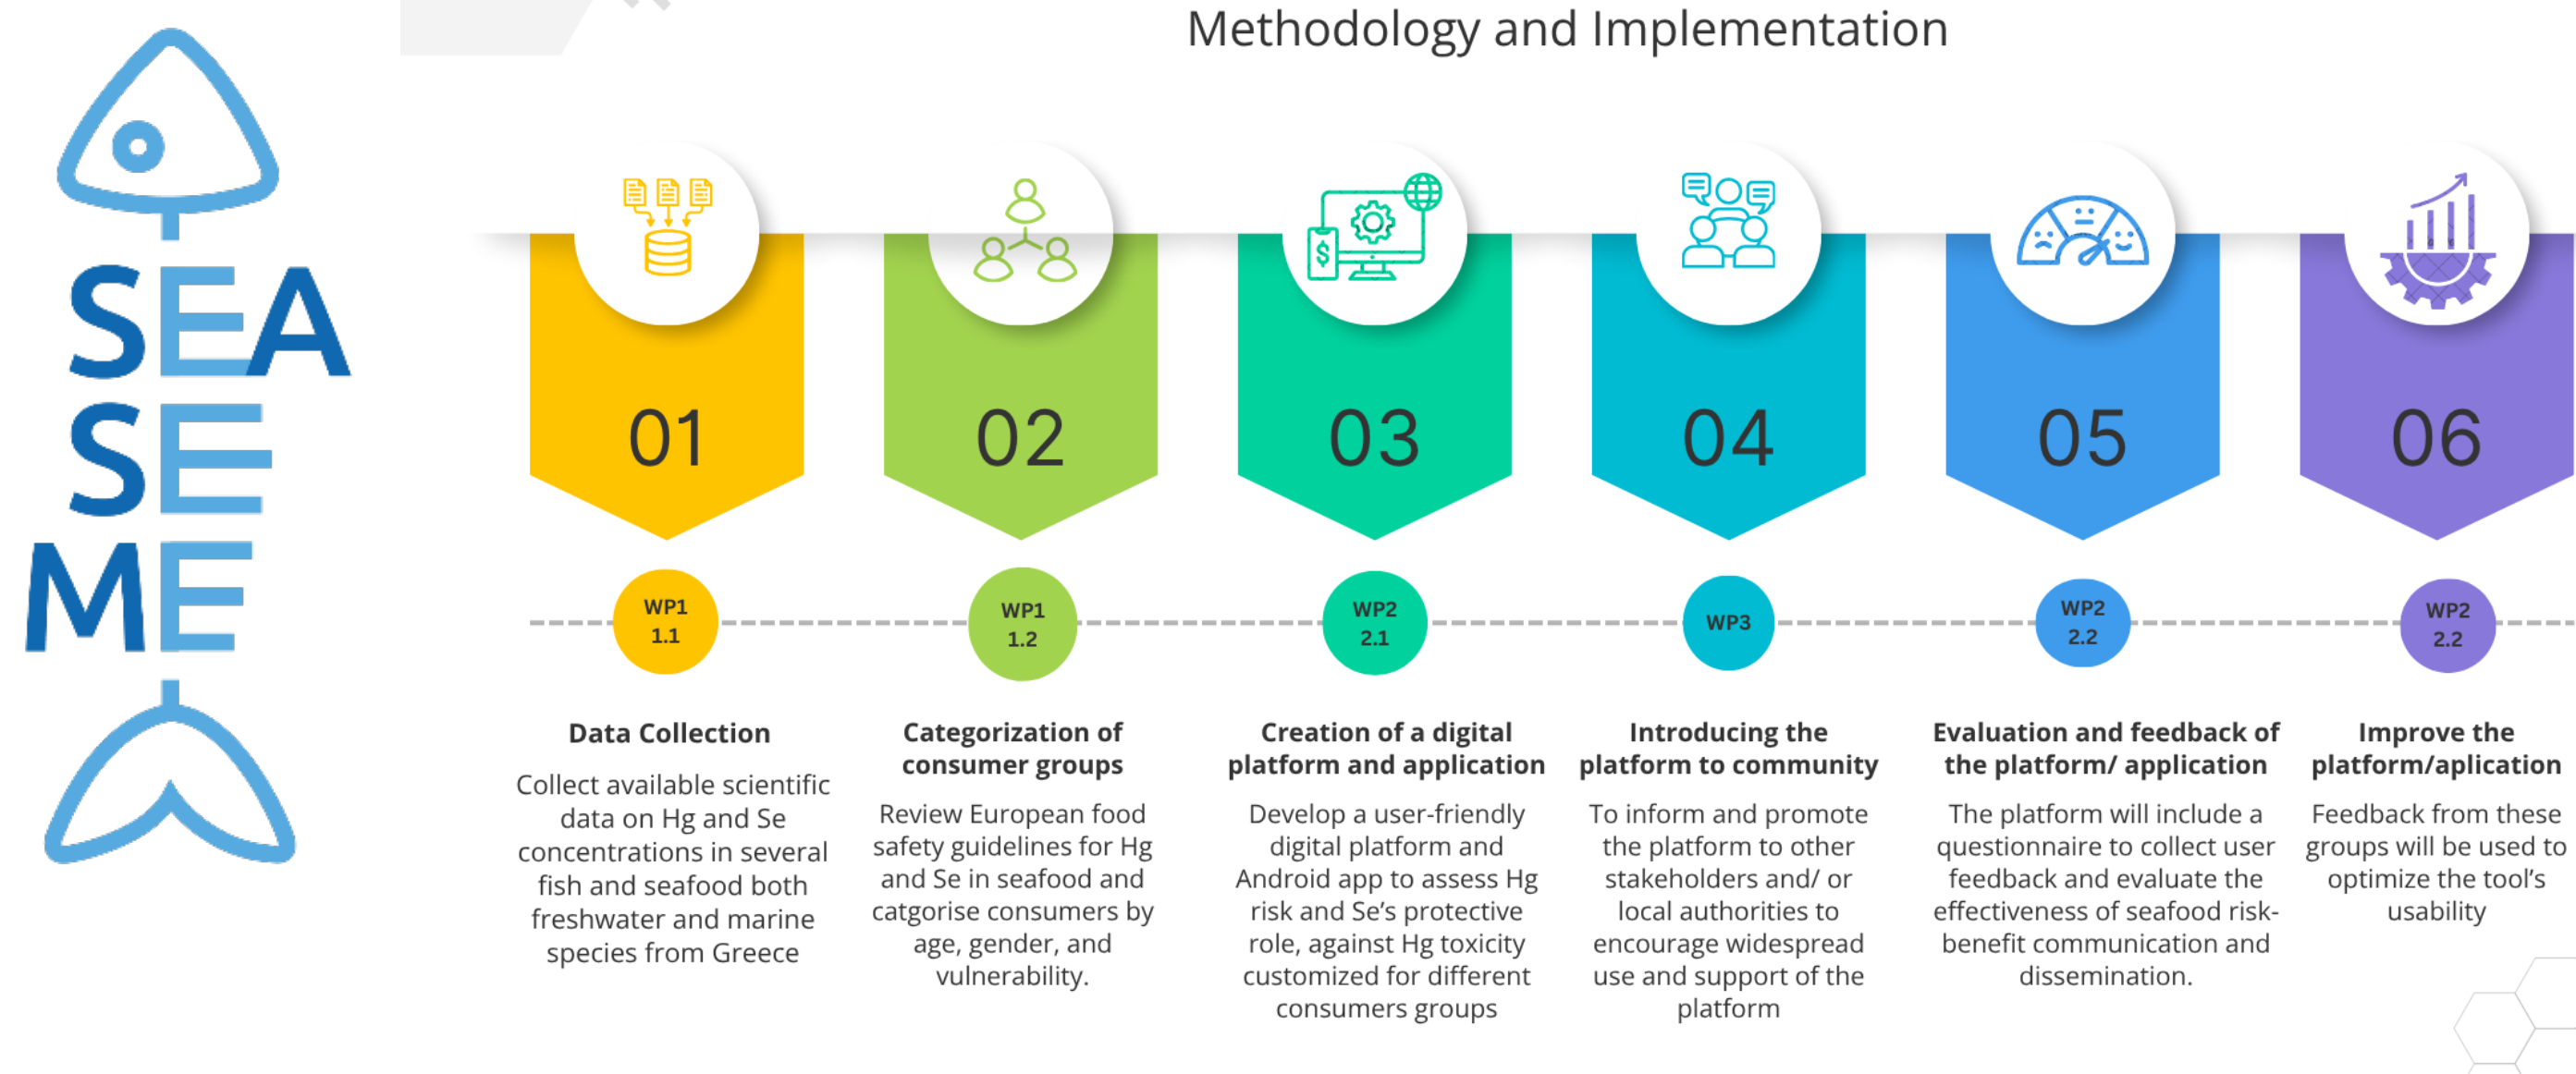 Methodology and Implementation
SEA
SE
ME
01
02
03
04
05
06
WP1
1.1
WP1
1.2
WP2
2.1
WP3
WP2
2.2
WP2
2.2
Data Collection
Collect available scientific
data on Hg and Se
concentrations in several
fish and seafood both
freshwater and marine
species from Greece
Categorization of
consumer groups
Review European food
safety guidelines for Hg
and Se in seafood and
catgorise consumers by
age, gender, and
vulnerability.
Creation of a digital
platform and application
Develop a user-friendly
digital platform and
Android app to assess Hg
risk and Se's protective
role, against Hg toxicity
customized for different
consumers groups
Introducing the
platform to community
To inform and promote
the platform to other
stakeholders and/ or
local authorities to
encourage widespread
use and support of the
platform
Evaluation and feedback of
the platform/ application
The platform will include a
questionnaire to collect user
feedback and evaluate the
effectiveness of seafood risk-
benefit communication and
dissemination.
Improve the
platform/aplication
Feedback from these
groups will be used to
optimize the tool's
usability